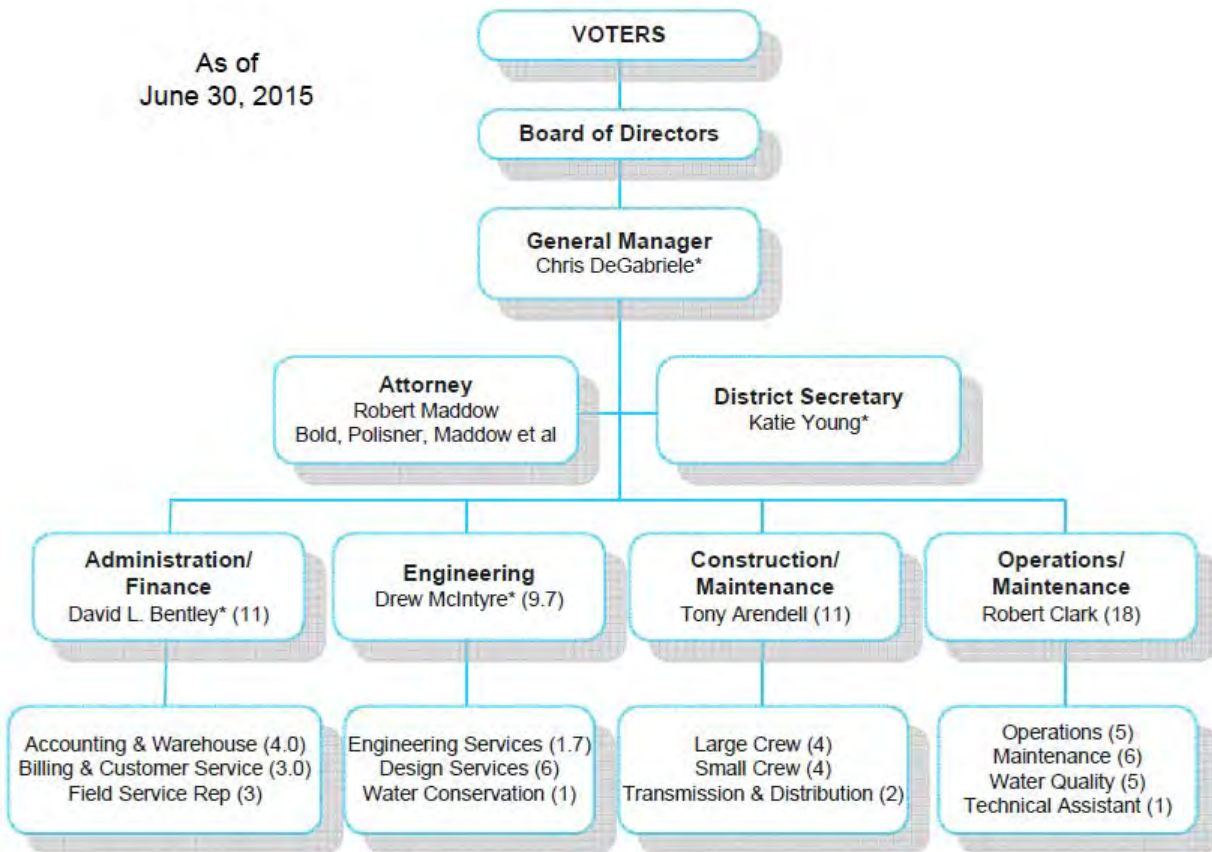 As of
June 30, 2015
VOTERS
Board of Directors
General Manager
Chris DeGabriele*
Attorney
Robert Maddow
Bold, Polisner, Maddow et al
District Secretary
Katie Young*
Administration/
Finance
David L. Bentley* (11)
Engineering
Drew McIntyre* (9.7)
Construction/
Maintenance
Tony Arendell (11)
Operations/
Maintenance
Robert Clark (18)
Accounting & Warehouse (4.0)
Billing & Customer Service (3.0)
Field Service Rep (3)
Engineering Services (1.7)
Design Services (6)
Water Conservation (1)
Large Crew (4)
Small Crew (4)
Transmission & Distribution (2)
Operations (5)
Maintenance (6)
Water Quality (5)
Technical Assistant (1)